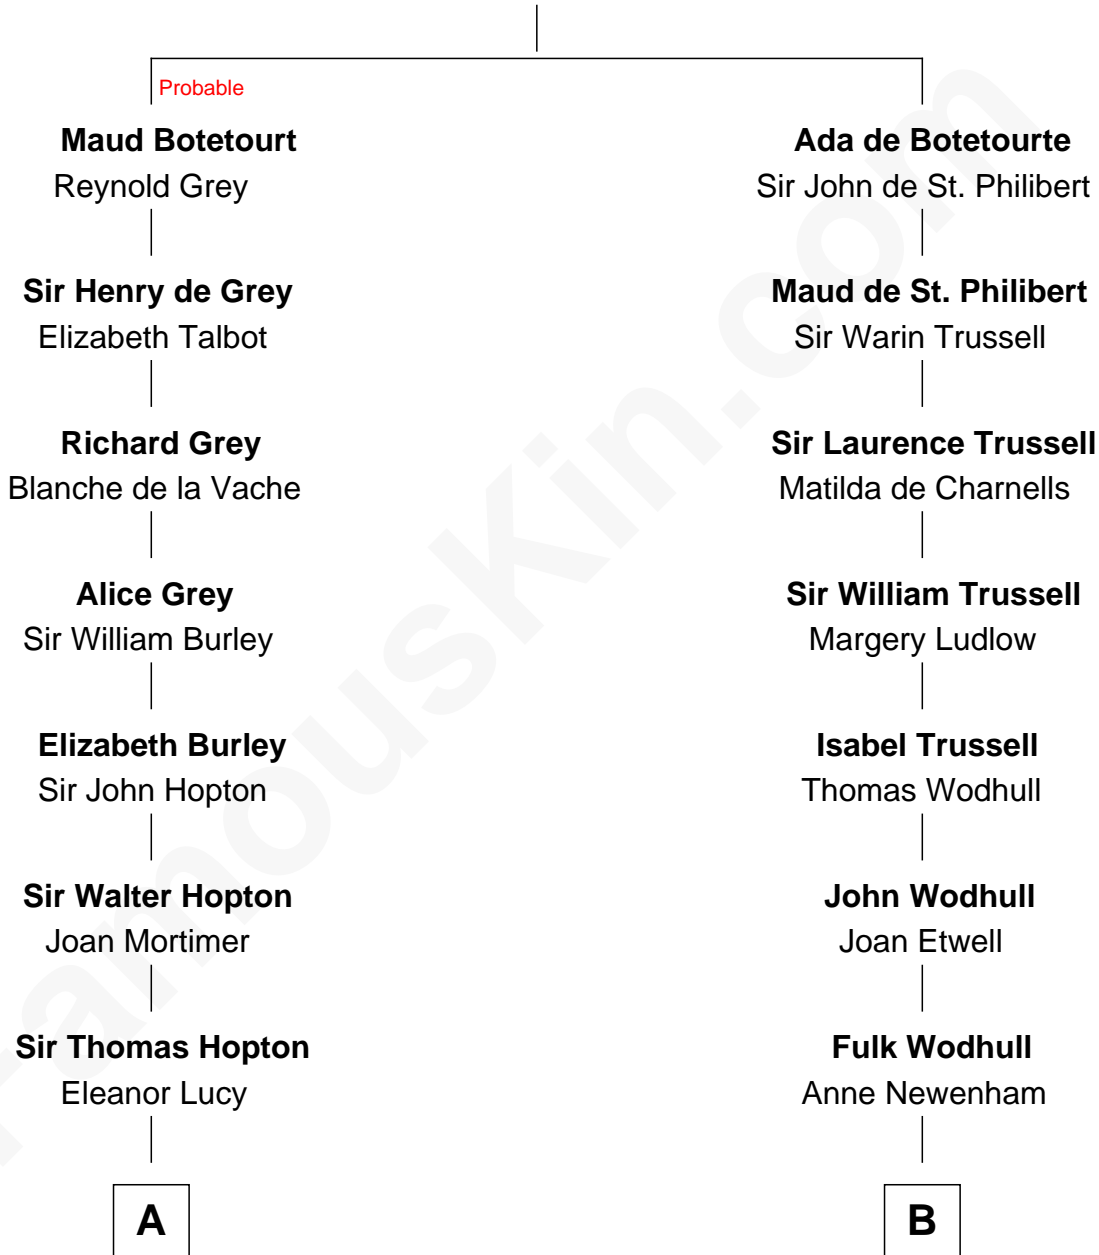 Probable
Maud Botetourt
Reynold Grey
Ada de Botetourte
Sir John de St. Philibert
Sir Henry de Grey
Elizabeth Talbot
Maud de St. Philibert
Sir Warin Trussell
Richard Grey
Blanche de la Vache
Sir Laurence Trussell
Matilda de Charnells
Alice Grey
Sir William Burley
Sir William Trussell
Margery Ludlow
Elizabeth Burley
Sir John Hopton
Isabel Trussell
Thomas Wodhull
Sir Walter Hopton
Joan Mortimer
John Wodhull
Joan Etwell
Sir Thomas Hopton
Eleanor Lucy
Fulk Wodhull
Anne Newenham
A
B
FamousKin.com